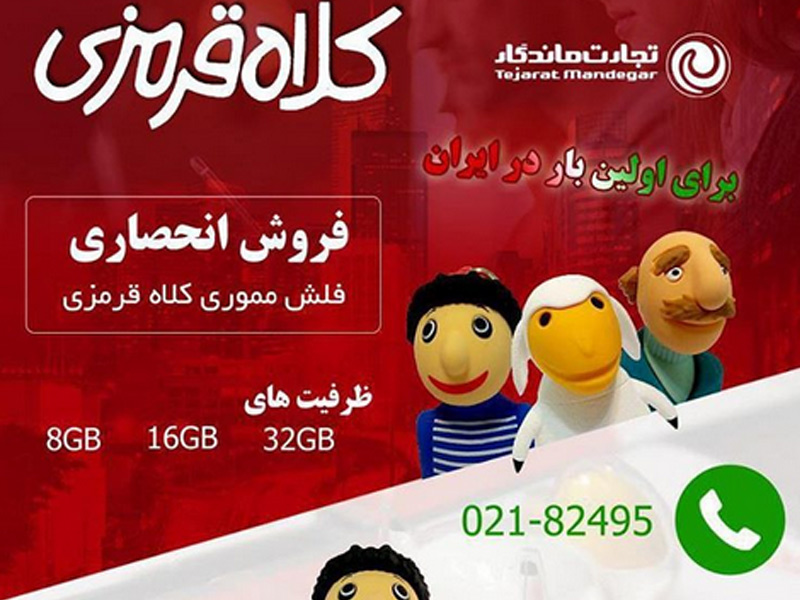 کلاه قرمزی
تجارت ماندگار
Tejarat Mandegar
برای اولین بار در ایران
فروش انحصاری
فلش مموری کلاه قرمزی
ظرفیت های
8GB 16GB 32GB
021-82495